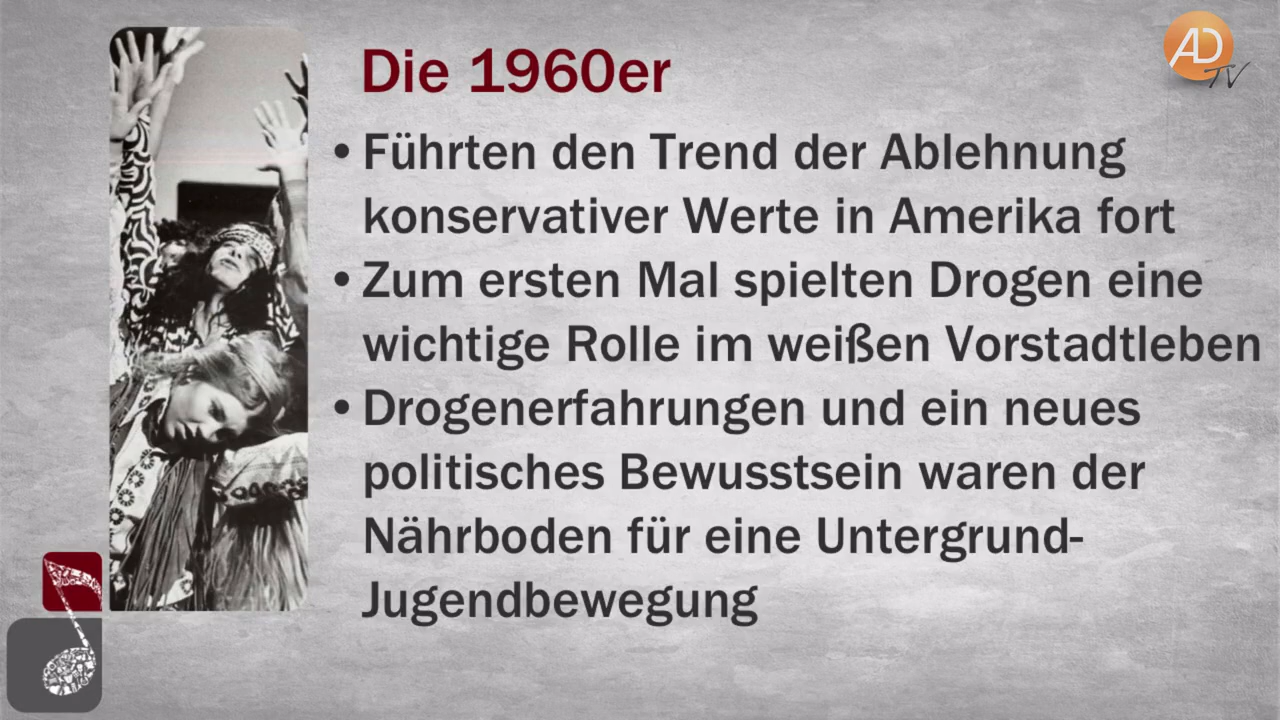 Die 1960er
AD
TV
• Führten den Trend der Ablehnung
konservativer Werte in Amerika fort
• Zum ersten Mal spielten Drogen eine
wichtige Rolle im weißen Vorstadtleben
• Drogenerfahrungen und ein neues
politisches Bewusstsein waren der
Nährboden für eine Untergrund-
Jugendbewegung